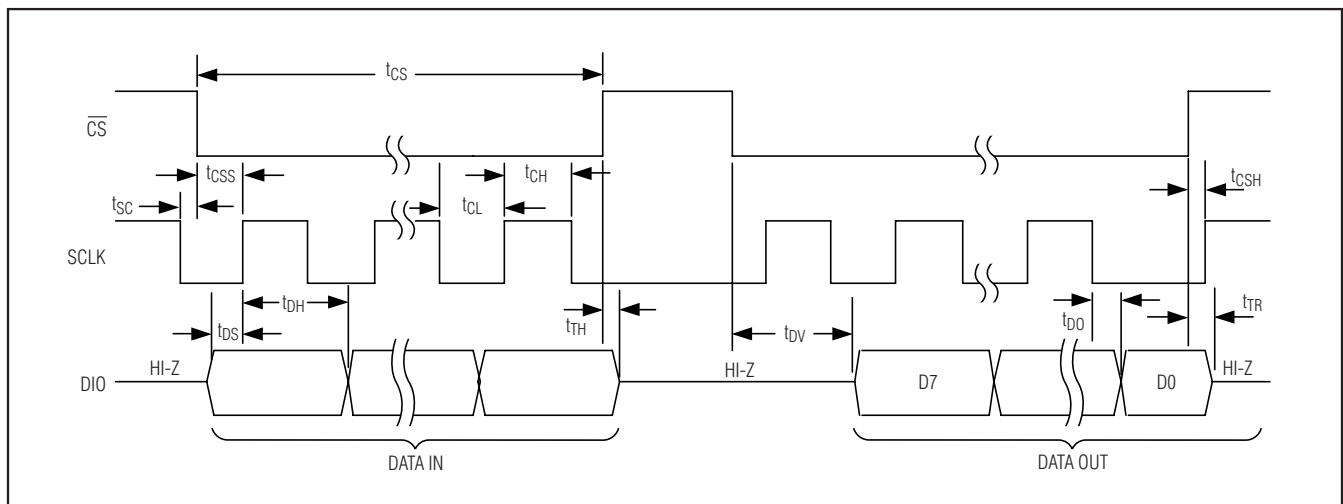 tCS
CS
tCSS
tCH
tCSH
tSC
tCL
SCLK
tDH
tTR
tDS
tTH
tDO
tDV
DIO
HI-Z
HI-Z
D7
D0
HI-Z
DATA IN
DATA OUT